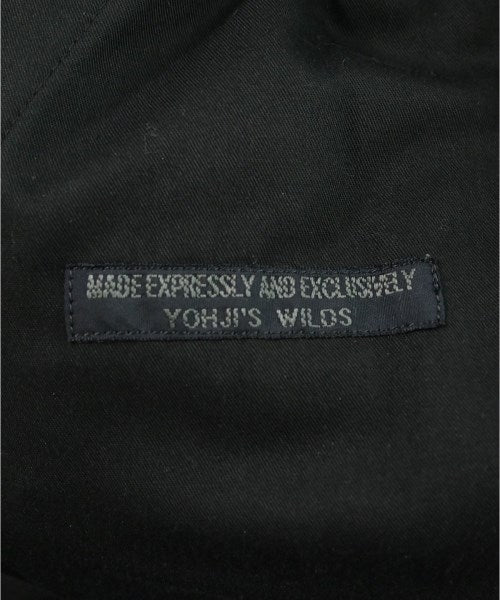 MADE EXPRESSLY AND EXCLUSIVELY
YOHJI'S WILDS